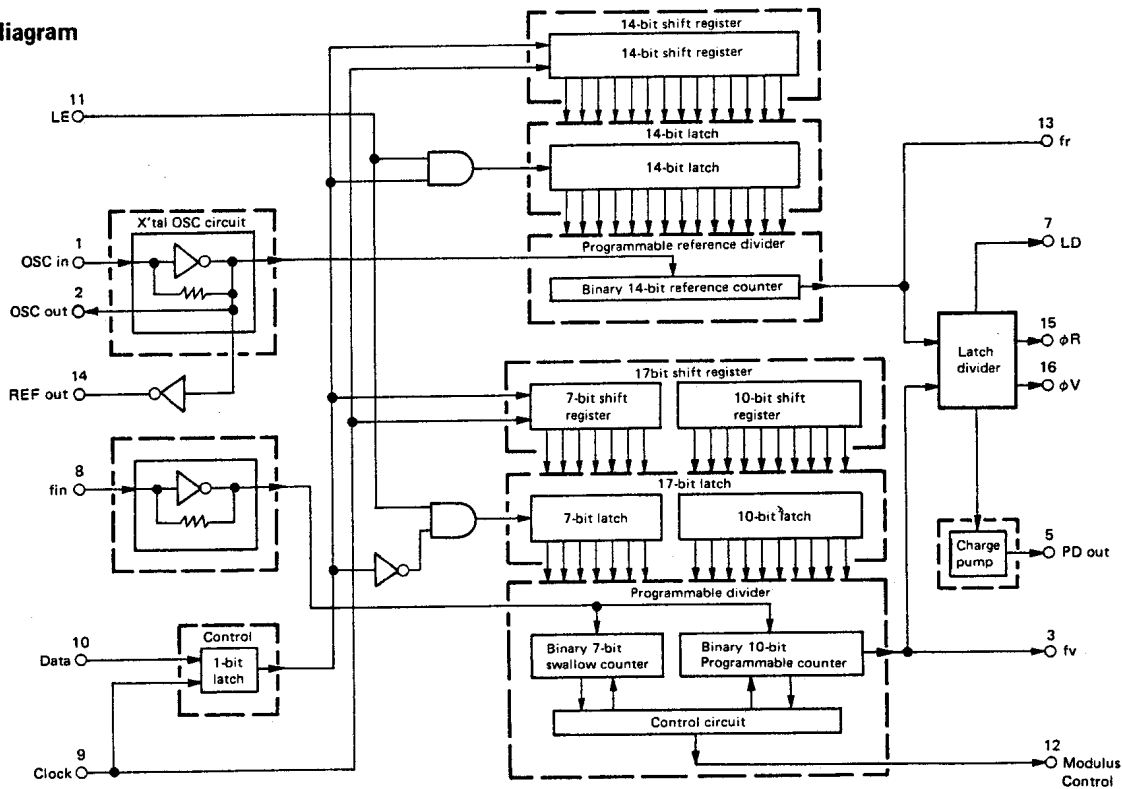 diagram
14-bit shift register
14-bit shift register
11
LE
14-bit latch
14-bit latch
13
fr
X'tal OSC circuit
1
OSC in
2
OSC out
Programmable reference divider
Binary 14-bit reference counter
7
LD
Latch
divider
15
φR
16
φV
14
REF out
17bit shift register
7-bit shift
register
10-bit shift
register
8
fin
17-bit latch
7-bit latch
10-bit latch
Charge
pump
5
PD out
Programmable divider
10
Data
Control
1-bit
latch
Binary 7-bit
swallow counter
Binary 10-bit
Programmable counter
3
fv
Control circuit
9
Clock
12
Modulus
Control